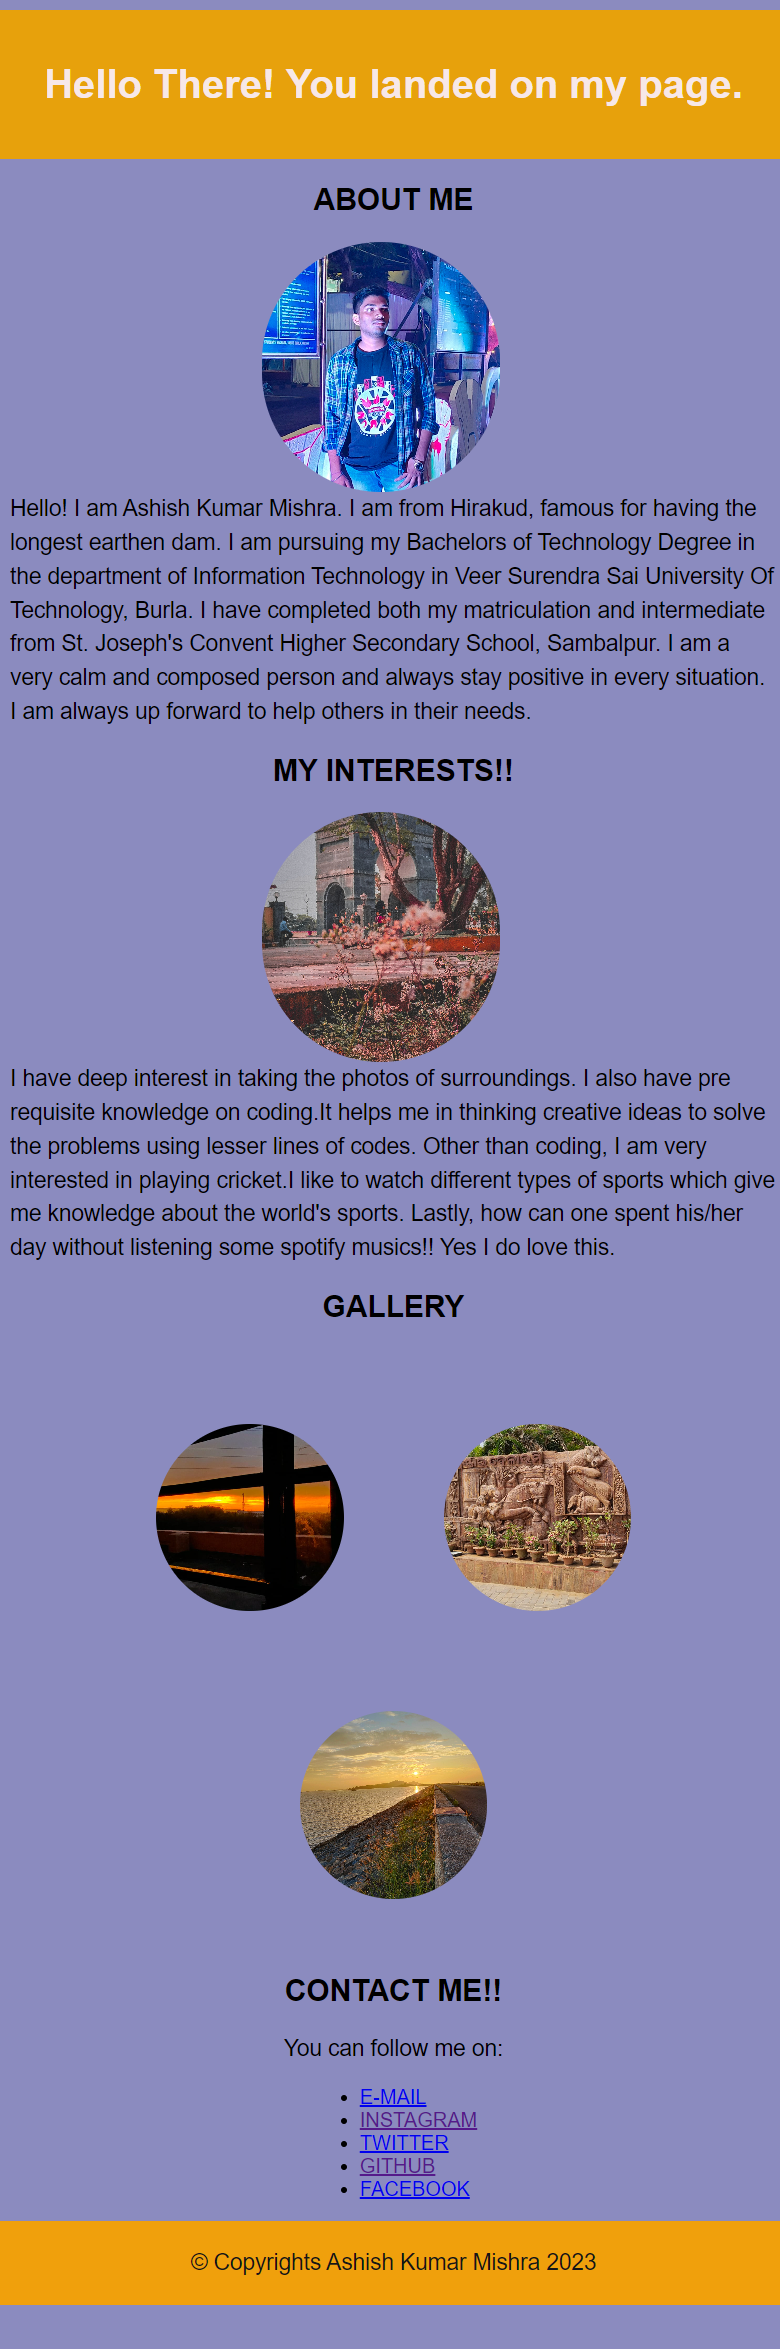 Hello There! You landed on my page.
ABOUT ME
Hello! I am Ashish Kumar Mishra. I am from Hirakud, famous for having the
longest earthen dam. I am pursuing my Bachelors of Technology Degree in
the department of Information Technology in Veer Surendra Sai University Of
Technology, Burla. I have completed both my matriculation and intermediate
from St. Joseph's Convent Higher Secondary School, Sambalpur. I am a
very calm and composed person and always stay positive in every situation.
I am always up forward to help others in their needs.
MY INTERESTS!!
I have deep interest in taking the photos of surroundings. I also have pre
requisite knowledge on coding.It helps me in thinking creative ideas to solve
the problems using lesser lines of codes. Other than coding, I am very
interested in playing cricket.I like to watch different types of sports which give
me knowledge about the world's sports. Lastly, how can one spent his/her
day without listening some spotify musics!! Yes I do love this.
GALLERY
CONTACT ME!!
You can follow me on:
• E-MAIL
• INSTAGRAM
• TWITTER
• GITHUB
• FACEBOOK
© Copyrights Ashish Kumar Mishra 2023